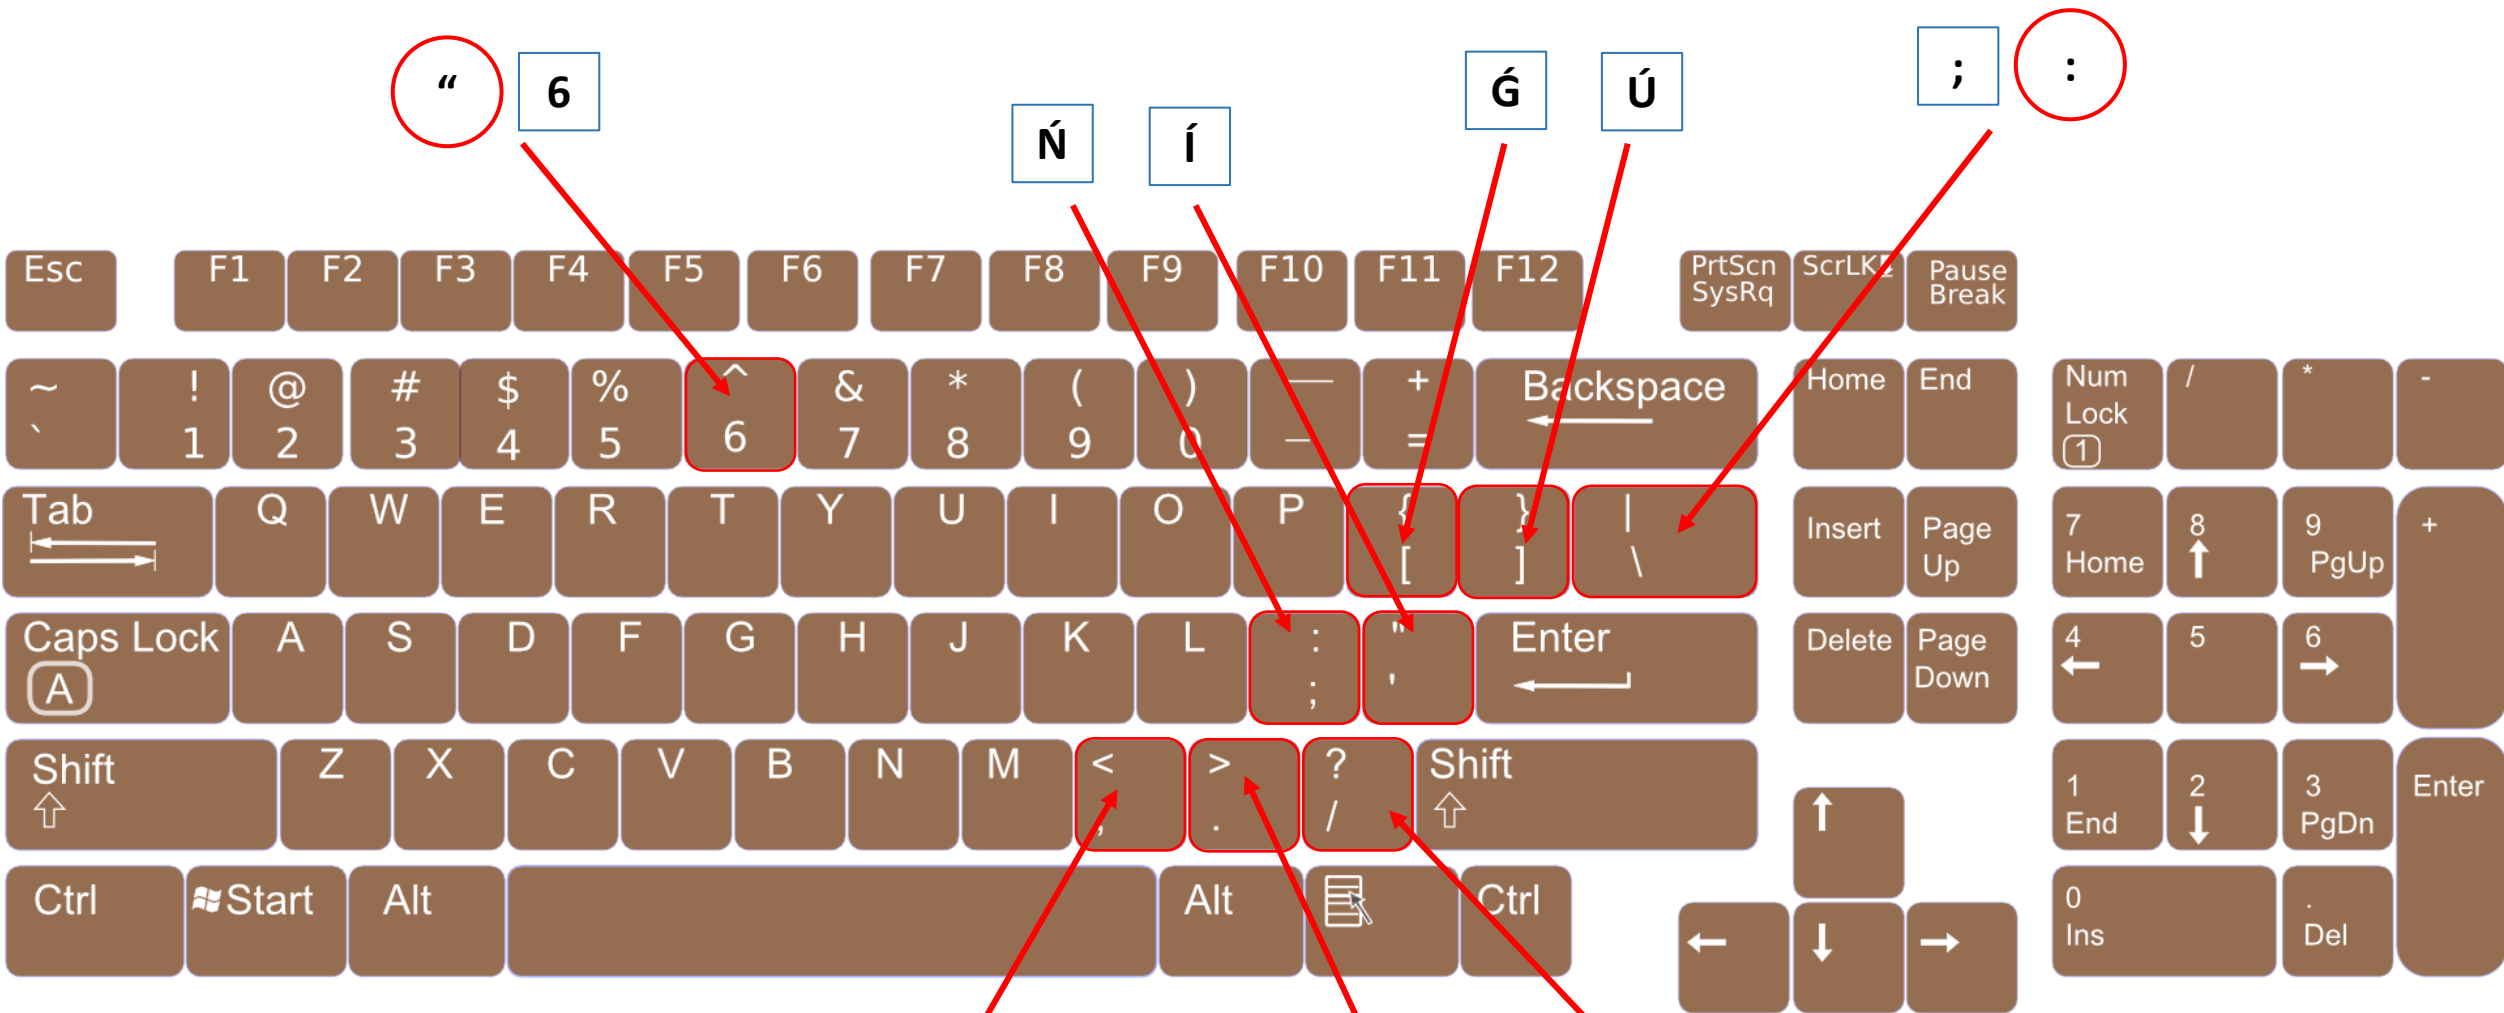 “ 6 Ń Í Ǵ Ú ; :
Esc F1 F2 F3 F4 F5 F6 F7 F8 F9 F10 F11 F12 PrtScn SysRq ScrLK Pause Break
~ ` ! 1 @ 2 # 3 $ 4 % 5 ^ 6 & 7 * 8 ( 9 ) 0 — – + = Backspace Home End Num Lock 1 / * -
Tab Q W E R T Y U I O P { [ } ] | \ Insert Page Up 7 Home 8 9 PgUp +
Caps Lock A A S D F G H J K L : ; " ' Enter Delete Page Down 4 5 6
Shift Z X C V B N M < , > . ? / Shift 1 End 2 3 PgDn Enter
Ctrl Start Alt Alt Ctrl 0 Ins . Del